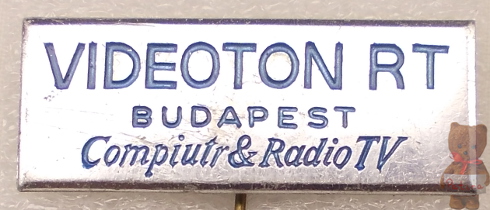 VIDEOTON RT
BUDAPEST
Compiutr & Radio TV